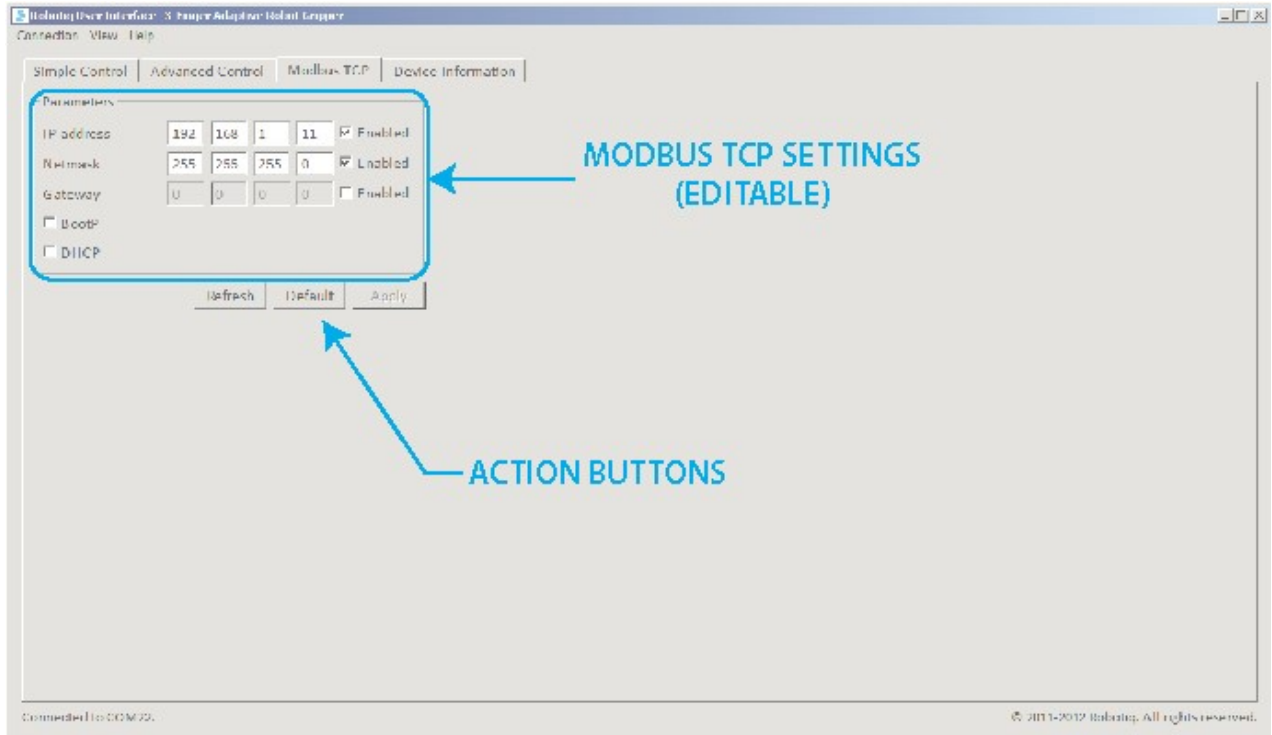 Robotiq User Interface - 3-Finger Adaptive Robot Gripper
Connection View Help
Simple Control Advanced Control Modbus TCP Device Information
Parameters
IP address 192 168 1 11 Enabled
Netmask 255 255 255 0 Enabled
Gateway 0 0 0 0 Enabled
BootP
DHCP
Refresh Default Apply
MODBUS TCP SETTINGS
(EDITABLE)
ACTION BUTTONS
Connected to COM22.
© 2011-2012 Robotiq. All rights reserved.